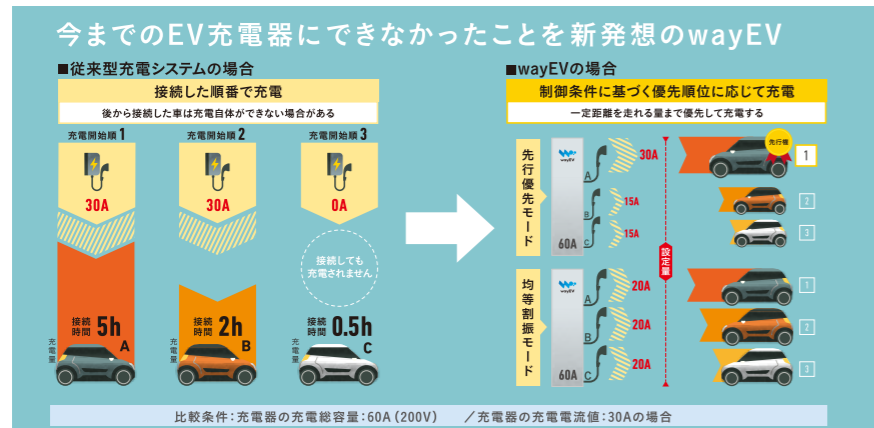 今までのEV充電器にできなかったことを新発想のwayEV
■従来型充電システムの場合
接続した順番で充電
後から接続した車は充電自体ができない場合がある
充電開始順1
充電開始順2
充電開始順3
30A
30A
0A
接続しても
充電されません
接続時間 5h
接続時間 2h
接続時間 0.5h
A
B
C
充電量
充電量
充電量
■wayEVの場合
制御条件に基づく優先順位に応じて充電
一定距離を走れる量まで優先して充電する
先行優先モード
wayEV
A
B
C
60A
30A
15A
15A
先行機
1
2
3
設定量
均等割振モード
wayEV
A
B
C
60A
20A
20A
20A
1
2
3
比較条件：充電器の充電総容量：60A（200V）　／充電器の充電電流値：30Aの場合